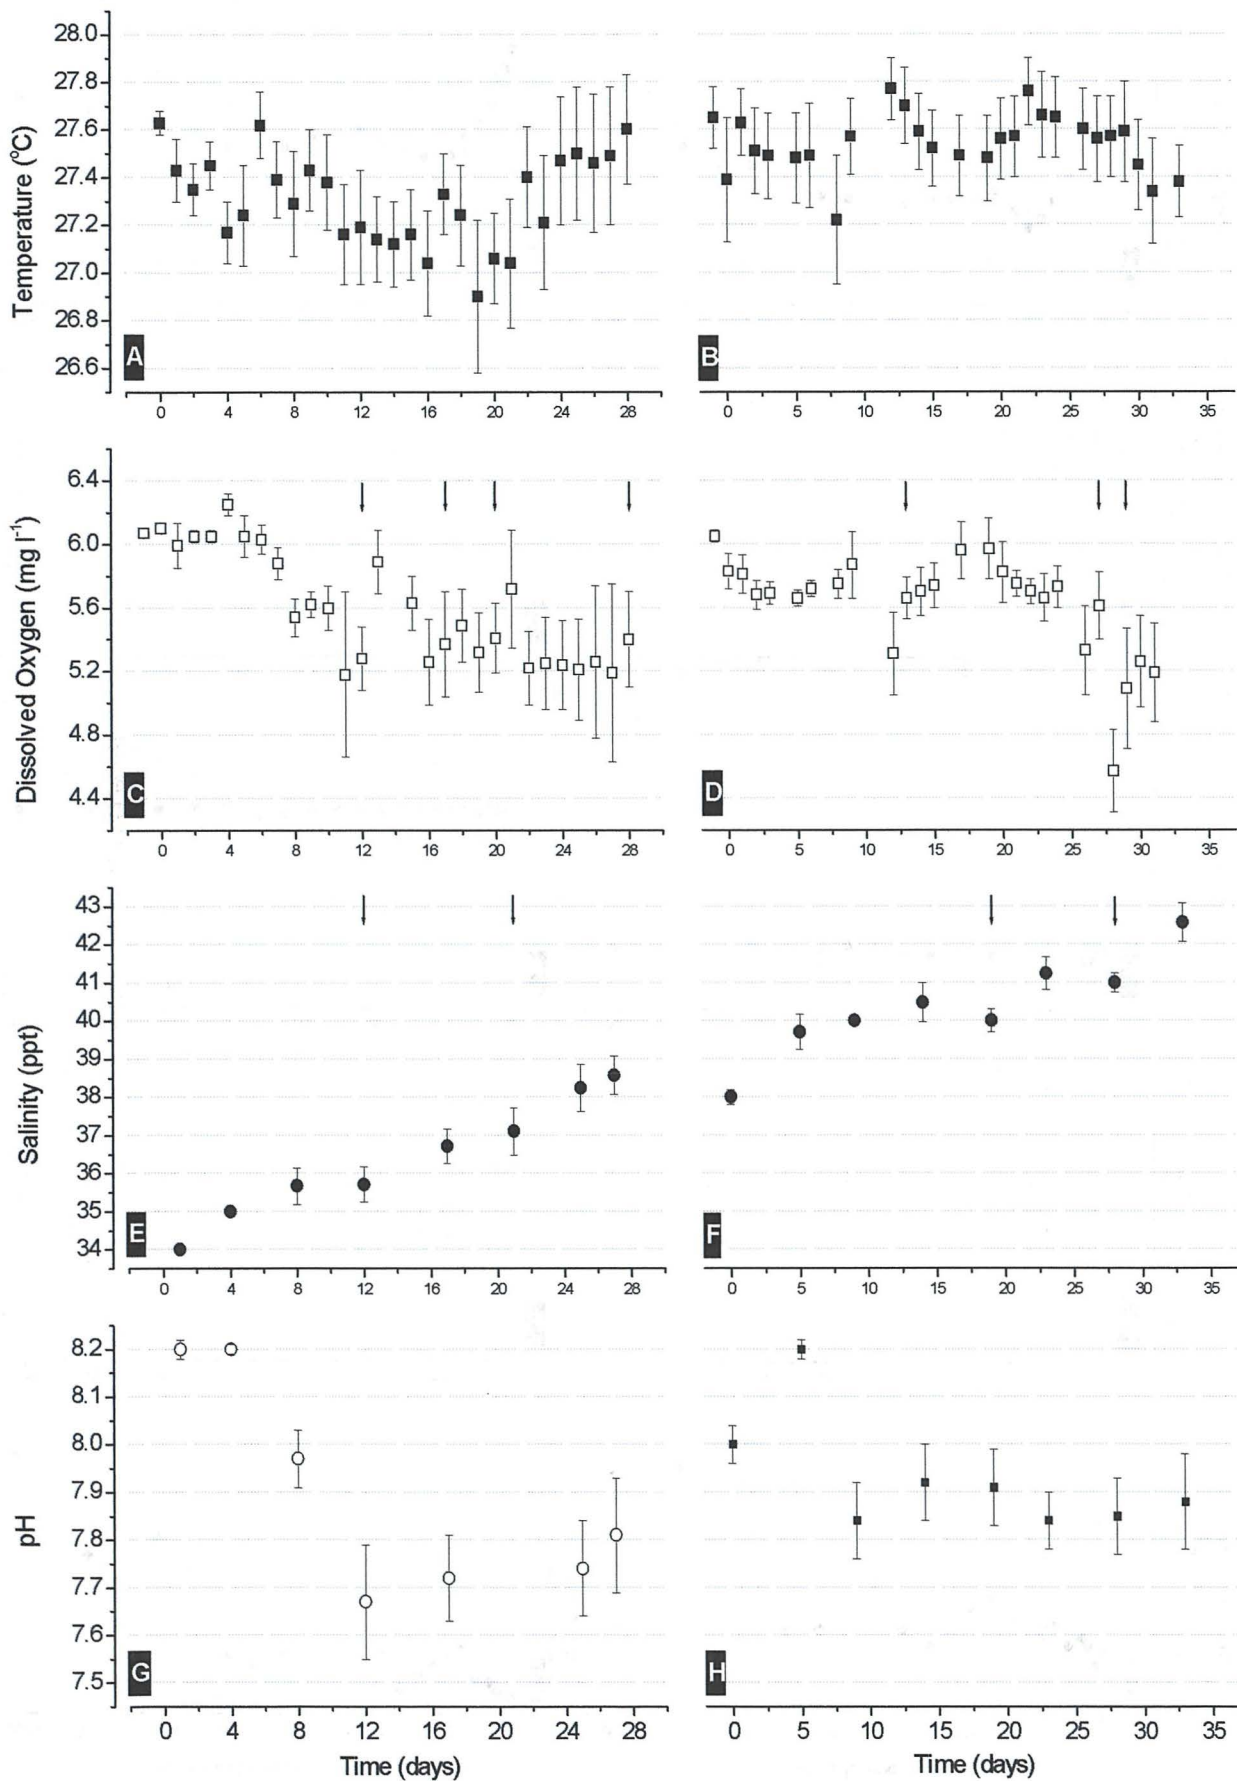 Temperature (°C)
28.0
27.8
27.6
27.4
27.2
27.0
26.8
26.6
A
B
0 4 8 12 16 20 24 28
0 5 10 15 20 25 30 35
Dissolved Oxygen (mg l⁻¹)
6.4
6.0
5.6
5.2
4.8
4.4
C
D
0 4 8 12 16 20 24 28
0 5 10 15 20 25 30 35
Salinity (ppt)
43
42
41
40
39
38
37
36
35
34
E
F
0 4 8 12 16 20 24 28
0 5 10 15 20 25 30 35
pH
8.2
8.1
8.0
7.9
7.8
7.7
7.6
7.5
G
H
0 4 8 12 16 20 24 28
0 5 10 15 20 25 30 35
Time (days)
Time (days)